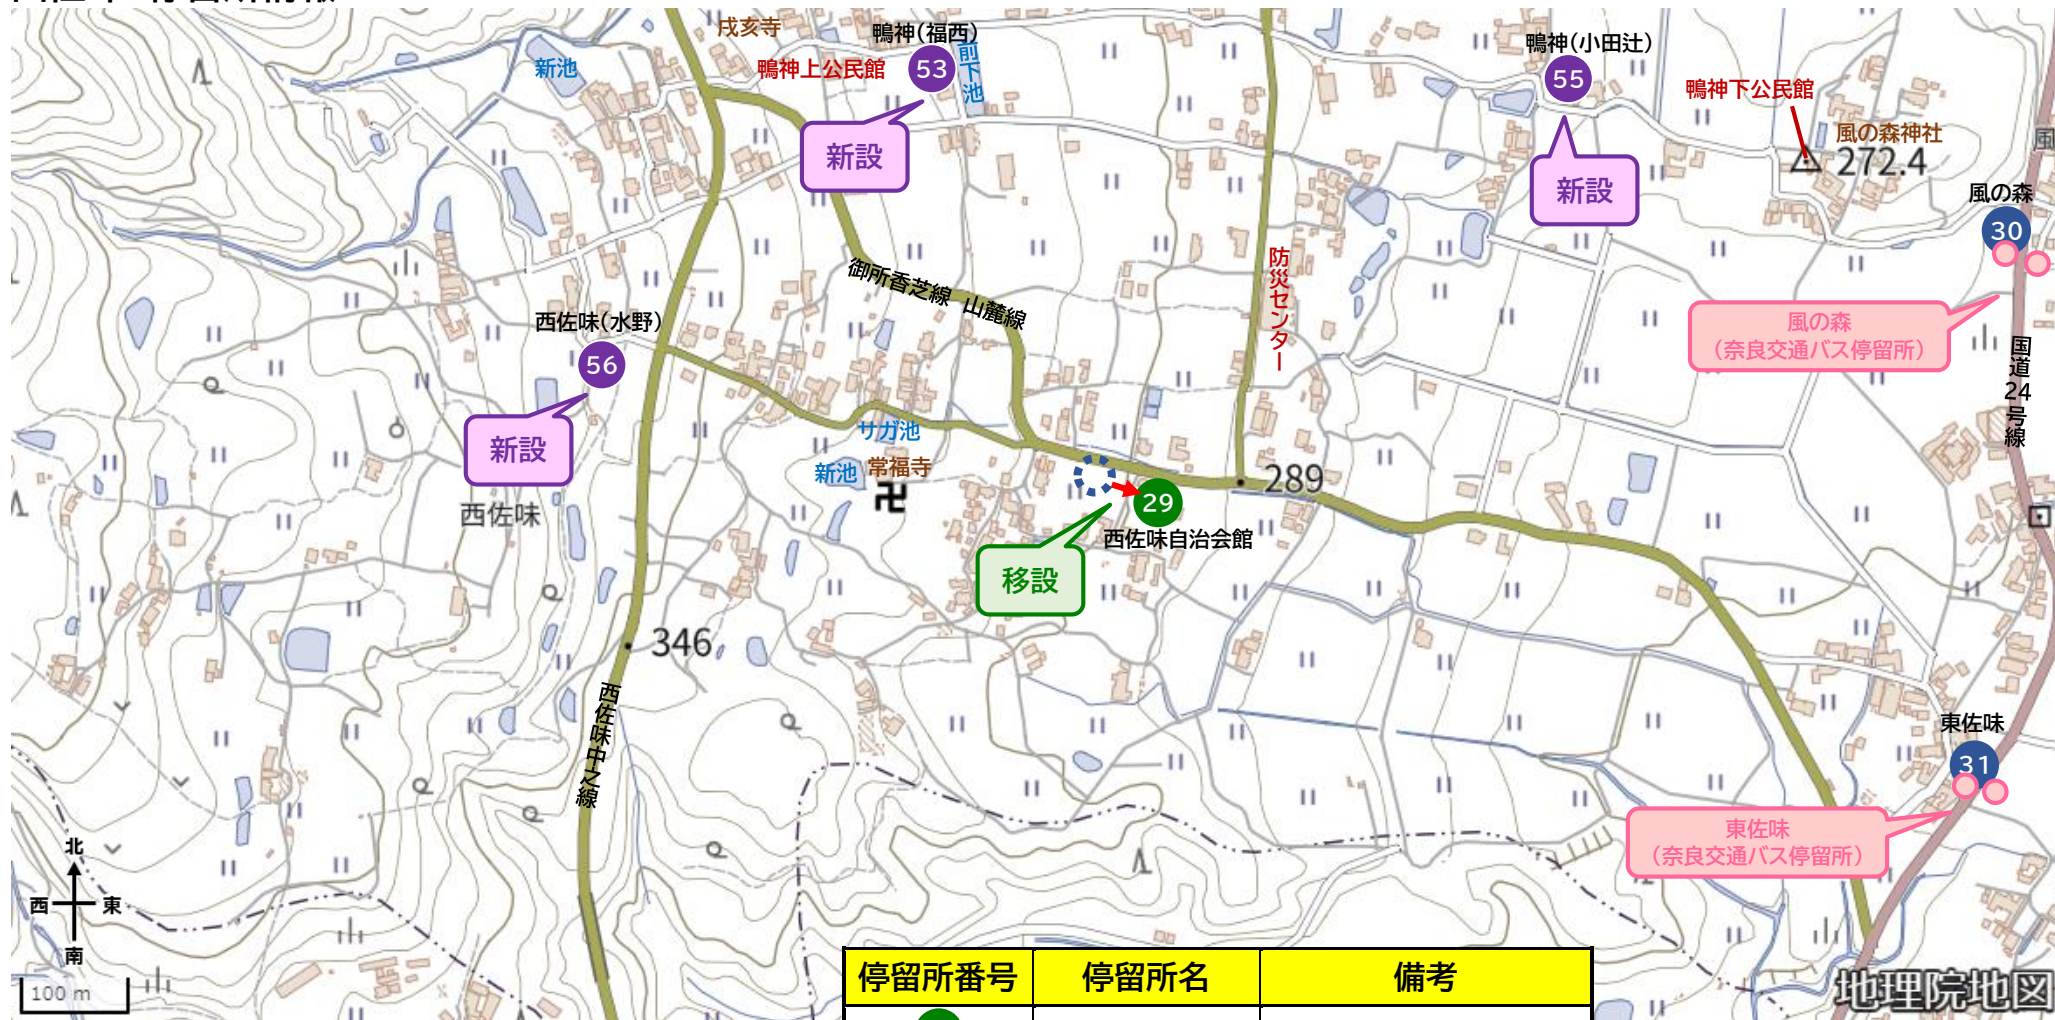 戌亥寺
鴨神(福西)
53
前下池
鴨神上公民館
新池
新設
鴨神(小田辻)
55
新設
鴨神下公民館
風の森神社
272.4
風
風の森
30
風の森
(奈良交通バス停留所)
国道24号線
防災センター
御所香芝線 山麓線
西佐味(水野)
56
新設
西佐味
サガ池
新池
常福寺
卍
289
29
西佐味自治会館
移設
346
西佐味中之線
東佐味
31
東佐味
(奈良交通バス停留所)
北
西
東
南
100 m
停留所番号 停留所名 備考
地理院地図